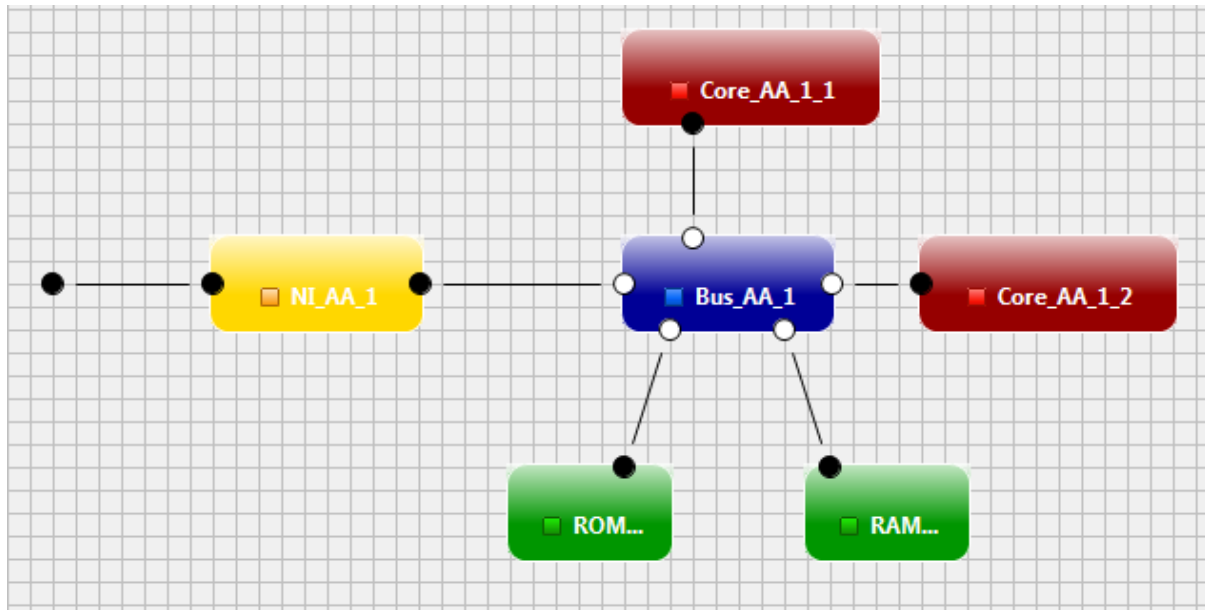 Core_AA_1_1
NI_AA_1
Bus_AA_1
Core_AA_1_2
ROM...
RAM...